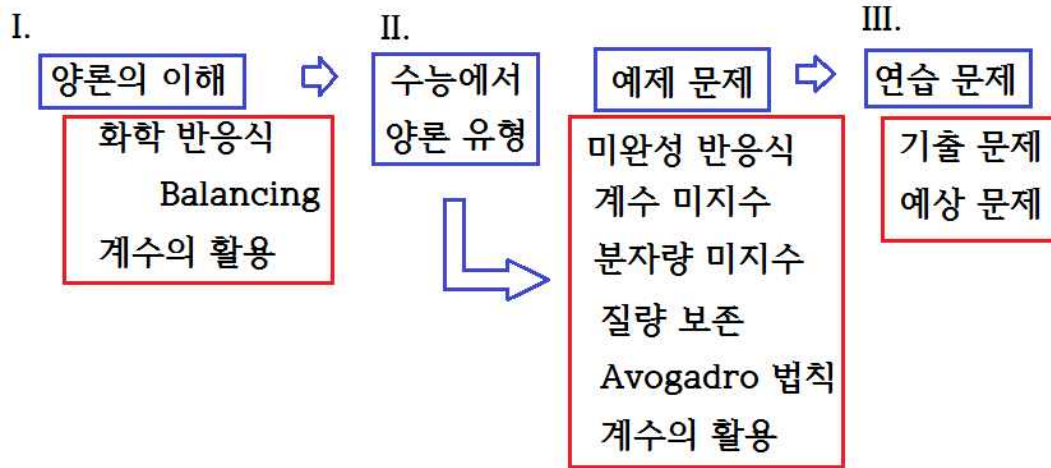 I.
양론의 이해
화학 반응식
Balancing
계수의 활용
II.
수능에서
양론 유형
예제 문제
미완성 반응식
계수 미지수
분자량 미지수
질량 보존
Avogadro 법칙
계수의 활용
III.
연습 문제
기출 문제
예상 문제